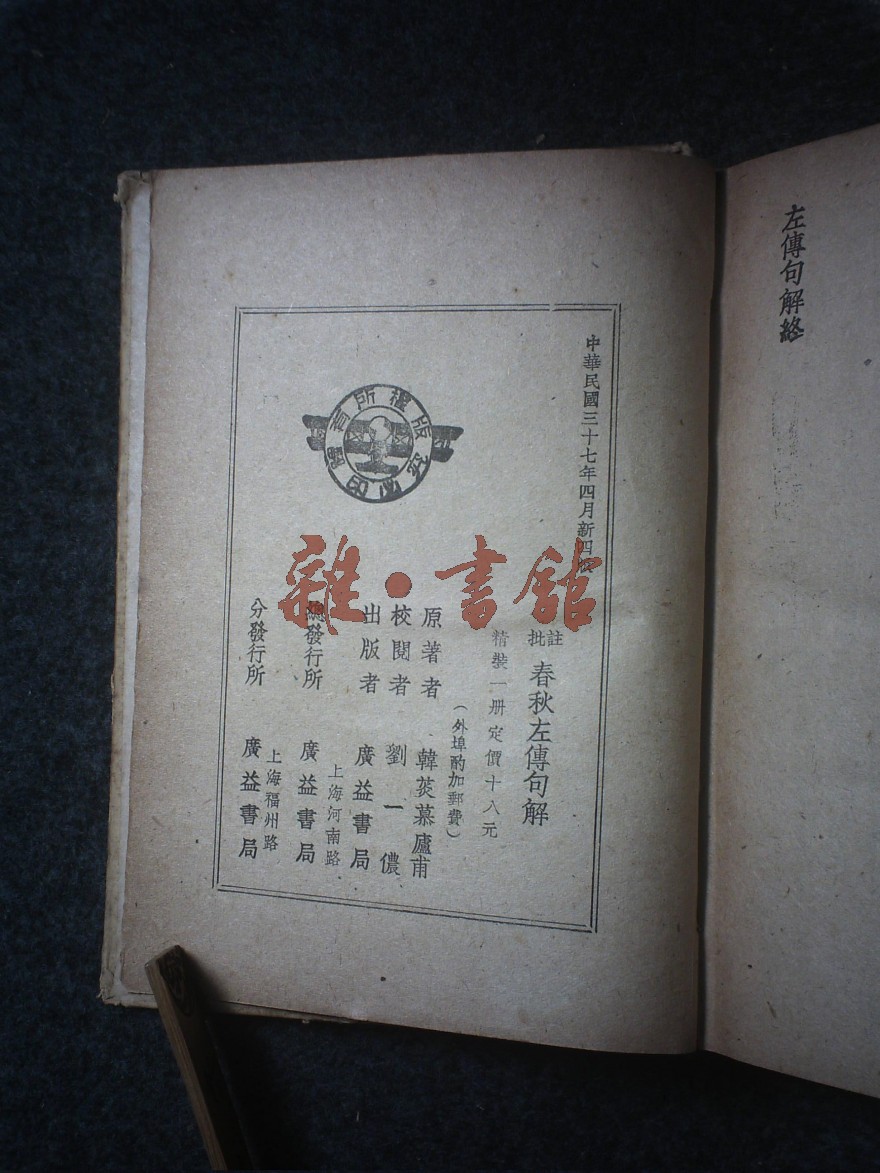 左傳句解終
中華民國三十七年四月新四版
批註
春秋左傳句解
精裝一册定價十八元
（外埠酌加郵費）
原著者 韓菼慕廬甫
校閱者 劉一儂
出版者 廣益書局
上海河南路
總發行所 廣益書局
上海福州路
分發行所 廣益書局
版權所有
雜·書館